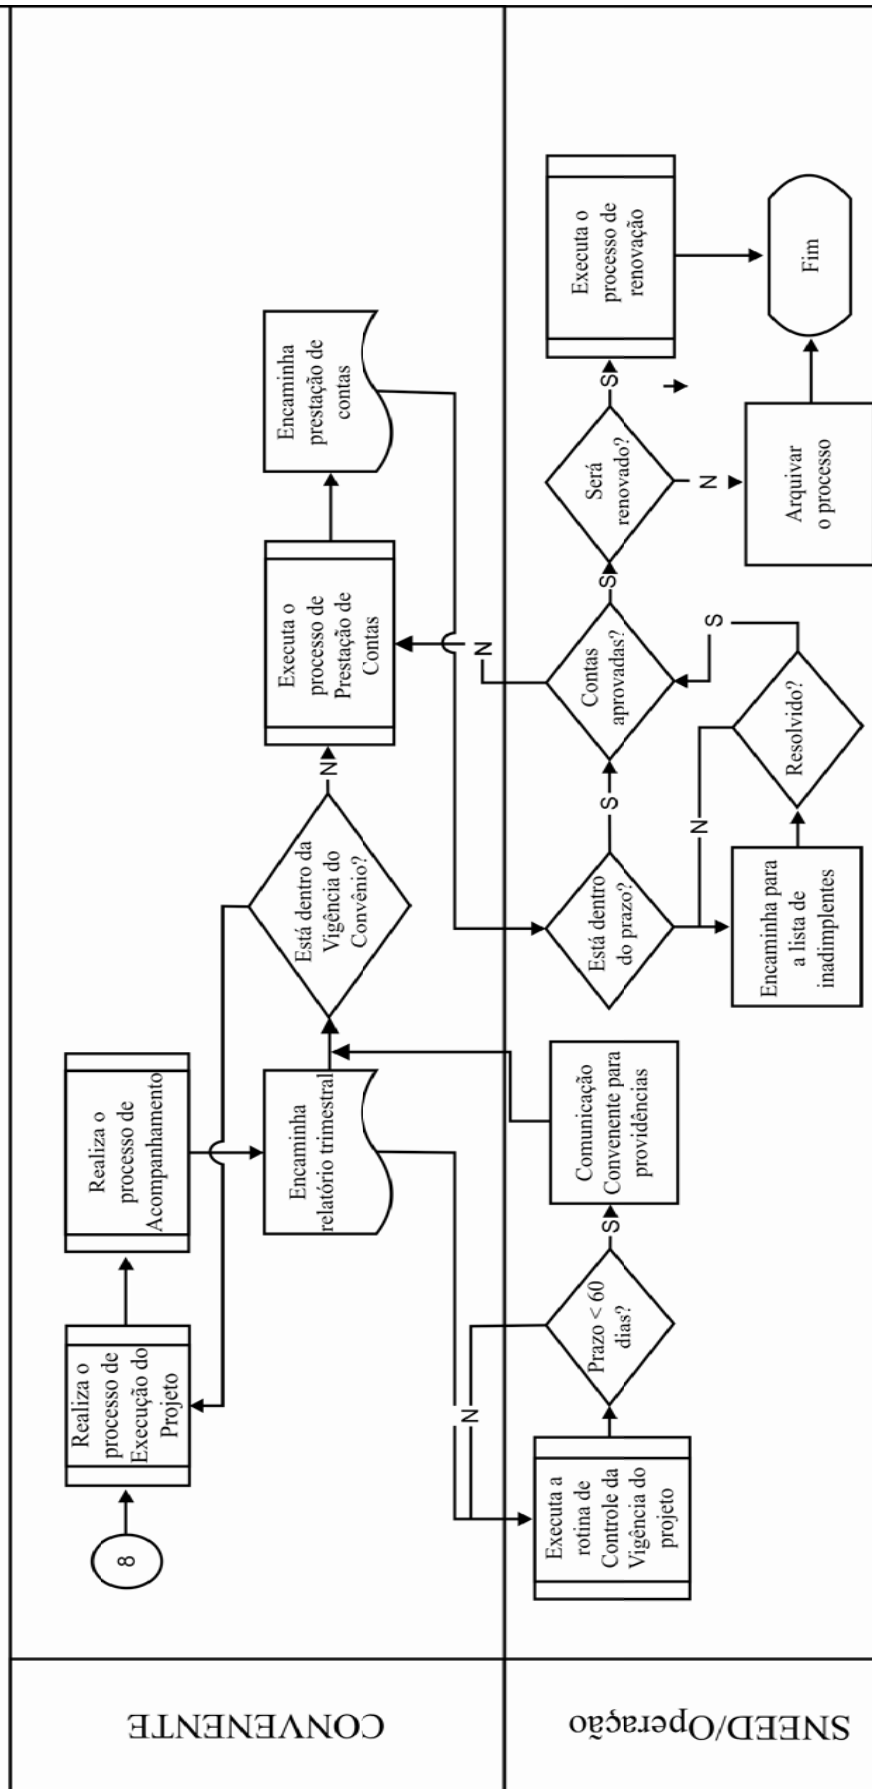 CONVENENTE
8
Realiza o
processo de
Execução do
Projeto
Realiza o
processo de
Acompanhamento
Encaminha
relatório trimestral
Está dentro da
Vigência do
Convênio?
N
Executa o
processo de
Prestação de
Contas
Encaminha
prestação de
contas
SNEED/Operação
Executa a
rotina de
Controle da
Vigência do
projeto
N
Prazo < 60
dias?
S
Comunicação
Convenente para
providências
Está dentro
do prazo?
S
Encaminha para
a lista de
inadimplentes
N
Resolvido?
S
Contas
aprovadas?
N
S
Será
renovado?
S
N
Executa o
processo de
renovação
Arquivar
o processo
Fim